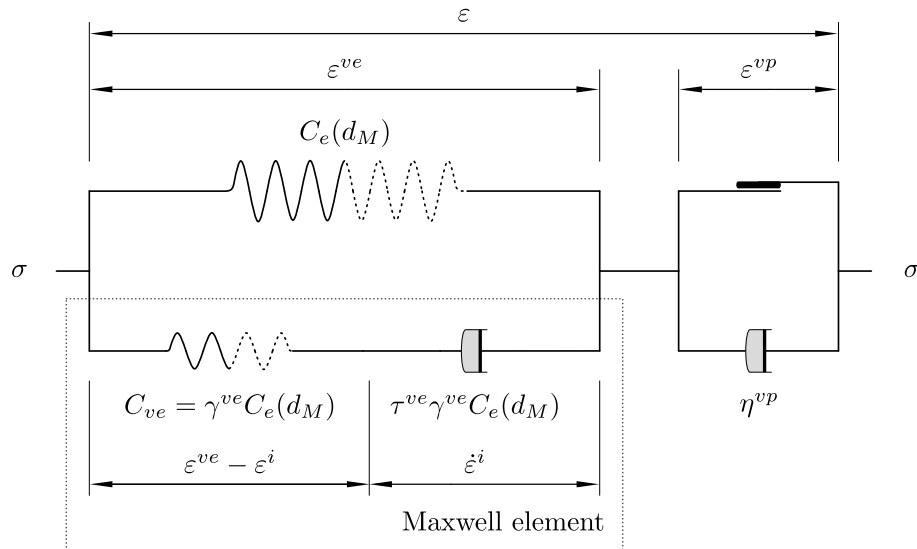 ε
ε^{ve} ε^{vp}
C_e(d_M)
σ σ
C_{ve} = γ^{ve}C_e(d_M) τ^{ve}γ^{ve}C_e(d_M) η^{vp}
ε^{ve} − ε^i ε̇^i
Maxwell element